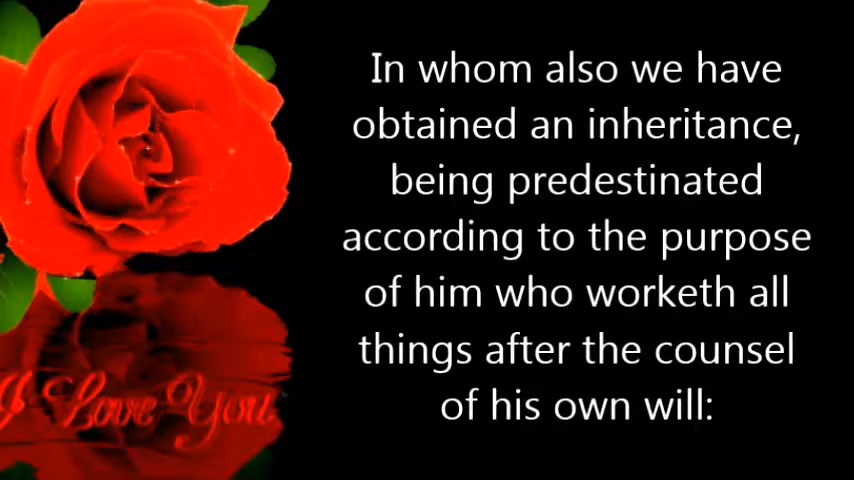 In whom also we have
obtained an inheritance,
being predestinated
according to the purpose
of him who worketh all
things after the counsel
of his own will:
I Love You